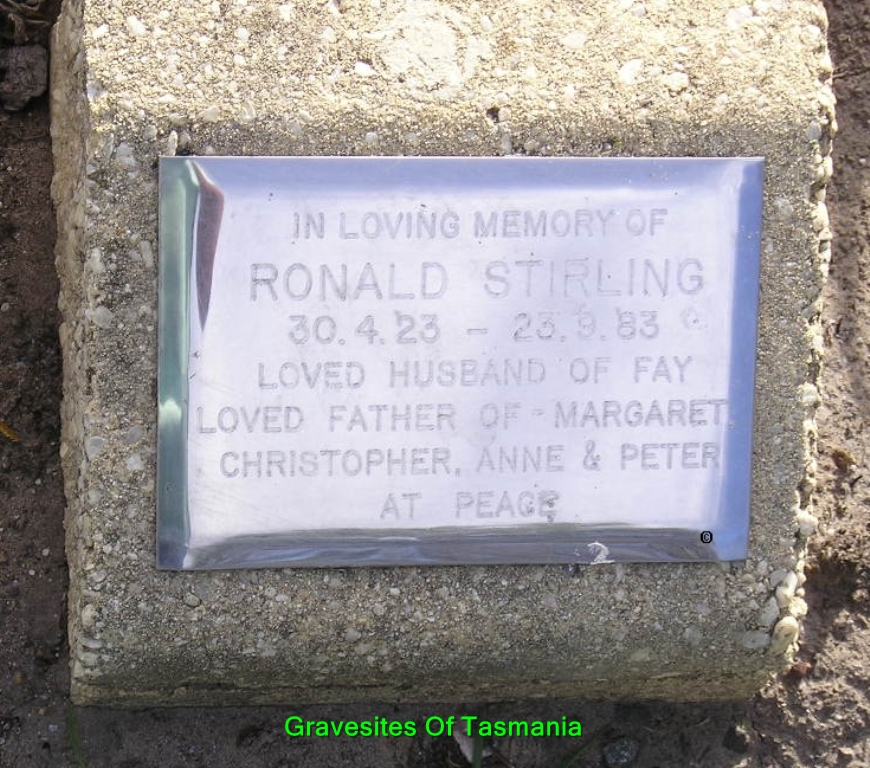 IN LOVING MEMORY OF
RONALD STIRLING
30.4.23 - 23.9.83
LOVED HUSBAND OF FAY
LOVED FATHER OF - MARGARET
CHRISTOPHER, ANNE & PETER
AT PEACE
©
Gravesites Of Tasmania